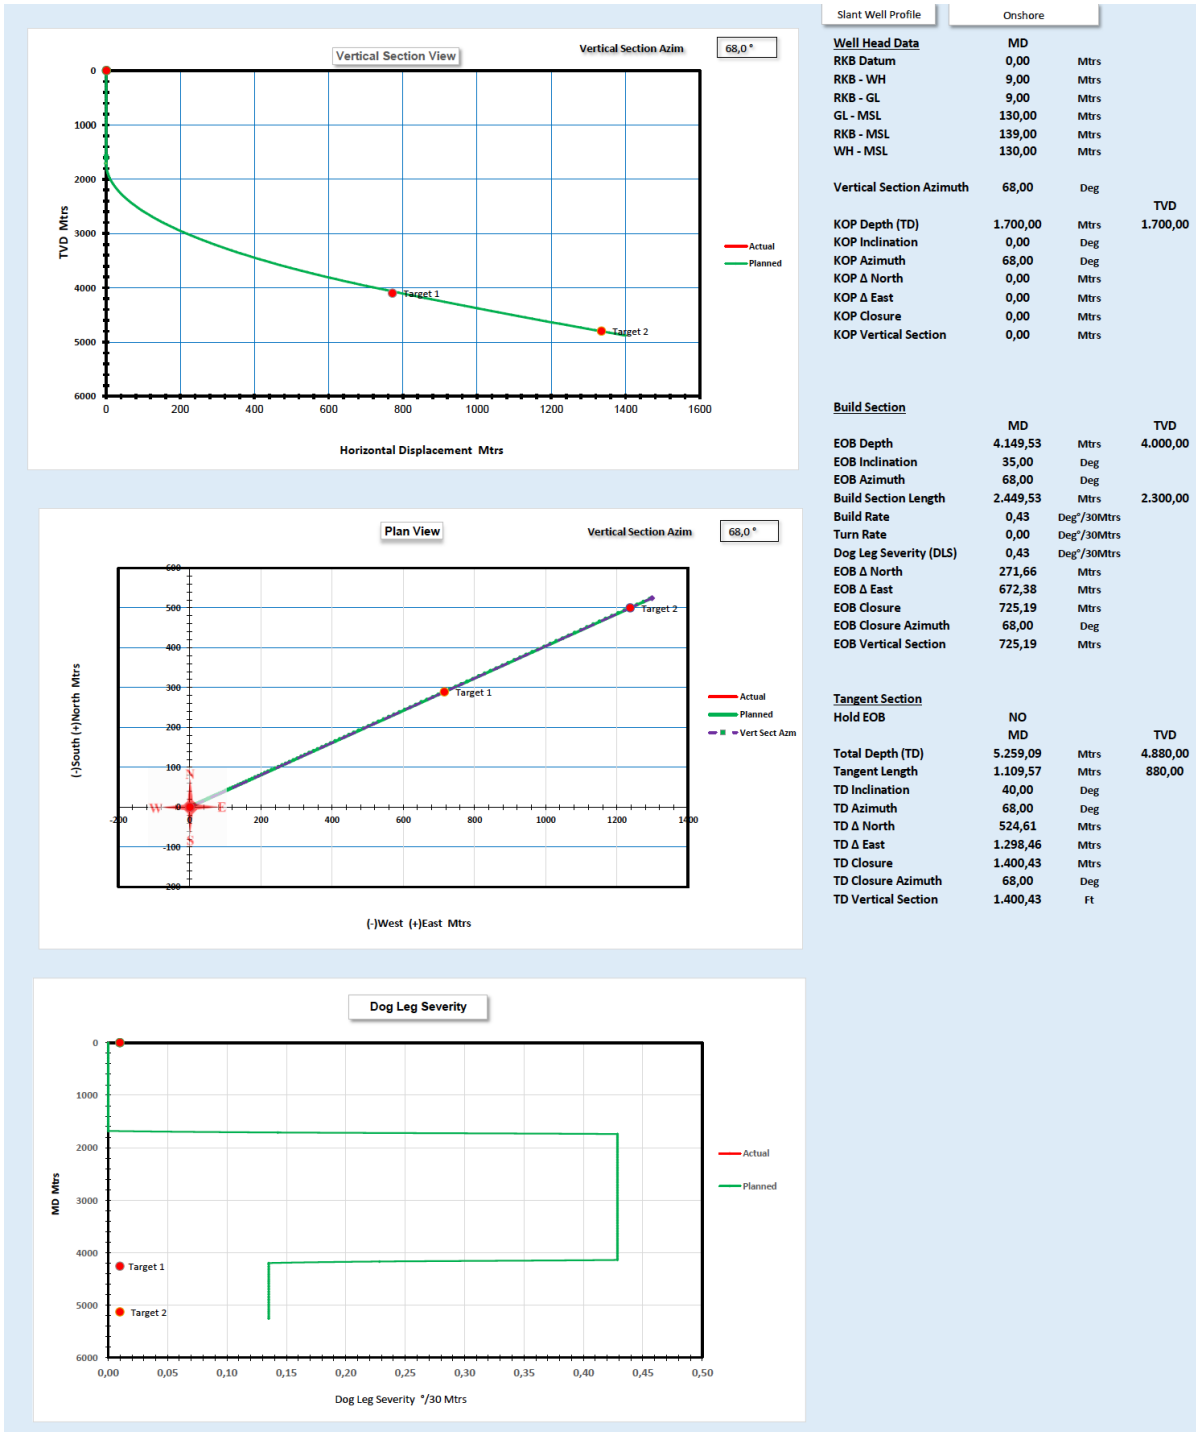 Slant Well Profile
Onshore
Vertical Section View
Vertical Section Azim
68,0 °
0
1000
2000
3000
4000
5000
6000
TVD Mtrs
Target 1
Target 2
0 200 400 600 800 1000 1200 1400 1600
Horizontal Displacement Mtrs
Actual
Planned
Plan View
Vertical Section Azim
68,0 °
600
500
400
300
200
100
0
-100
200
(-)South (+)North Mtrs
Target 2
Target 1
N
W E
S
-200 0 200 400 600 800 1000 1200 1400
(-)West (+)East Mtrs
Actual
Planned
Vert Sect Azm
Dog Leg Severity
0
1000
2000
3000
4000
5000
6000
MD Mtrs
Target 1
Target 2
0,00 0,05 0,10 0,15 0,20 0,25 0,30 0,35 0,40 0,45 0,50
Dog Leg Severity °/30 Mtrs
Actual
Planned
Well Head Data MD
RKB Datum 0,00 Mtrs
RKB - WH 9,00 Mtrs
RKB - GL 9,00 Mtrs
GL - MSL 130,00 Mtrs
RKB - MSL 139,00 Mtrs
WH - MSL 130,00 Mtrs
Vertical Section Azimuth 68,00 Deg
TVD
KOP Depth (TD) 1.700,00 Mtrs 1.700,00
KOP Inclination 0,00 Deg
KOP Azimuth 68,00 Deg
KOP Δ North 0,00 Mtrs
KOP Δ East 0,00 Mtrs
KOP Closure 0,00 Mtrs
KOP Vertical Section 0,00 Mtrs
Build Section
MD TVD
EOB Depth 4.149,53 Mtrs 4.000,00
EOB Inclination 35,00 Deg
EOB Azimuth 68,00 Deg
Build Section Length 2.449,53 Mtrs 2.300,00
Build Rate 0,43 Deg°/30Mtrs
Turn Rate 0,00 Deg°/30Mtrs
Dog Leg Severity (DLS) 0,43 Deg°/30Mtrs
EOB Δ North 271,66 Mtrs
EOB Δ East 672,38 Mtrs
EOB Closure 725,19 Mtrs
EOB Closure Azimuth 68,00 Deg
EOB Vertical Section 725,19 Mtrs
Tangent Section
Hold EOB NO
MD TVD
Total Depth (TD) 5.259,09 Mtrs 4.880,00
Tangent Length 1.109,57 Mtrs 880,00
TD Inclination 40,00 Deg
TD Azimuth 68,00 Deg
TD Δ North 524,61 Mtrs
TD Δ East 1.298,46 Mtrs
TD Closure 1.400,43 Mtrs
TD Closure Azimuth 68,00 Deg
TD Vertical Section 1.400,43 Ft